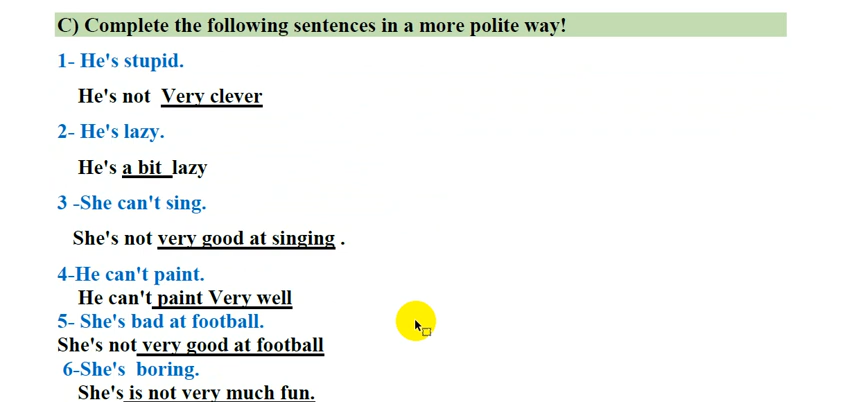 C) Complete the following sentences in a more polite way!
1- He's stupid.
He's not Very clever
2- He's lazy.
He's a bit lazy
3 -She can't sing.
She's not very good at singing .
4-He can't paint.
He can't paint Very well
5- She's bad at football.
She's not very good at football
6-She's boring.
She's is not very much fun.